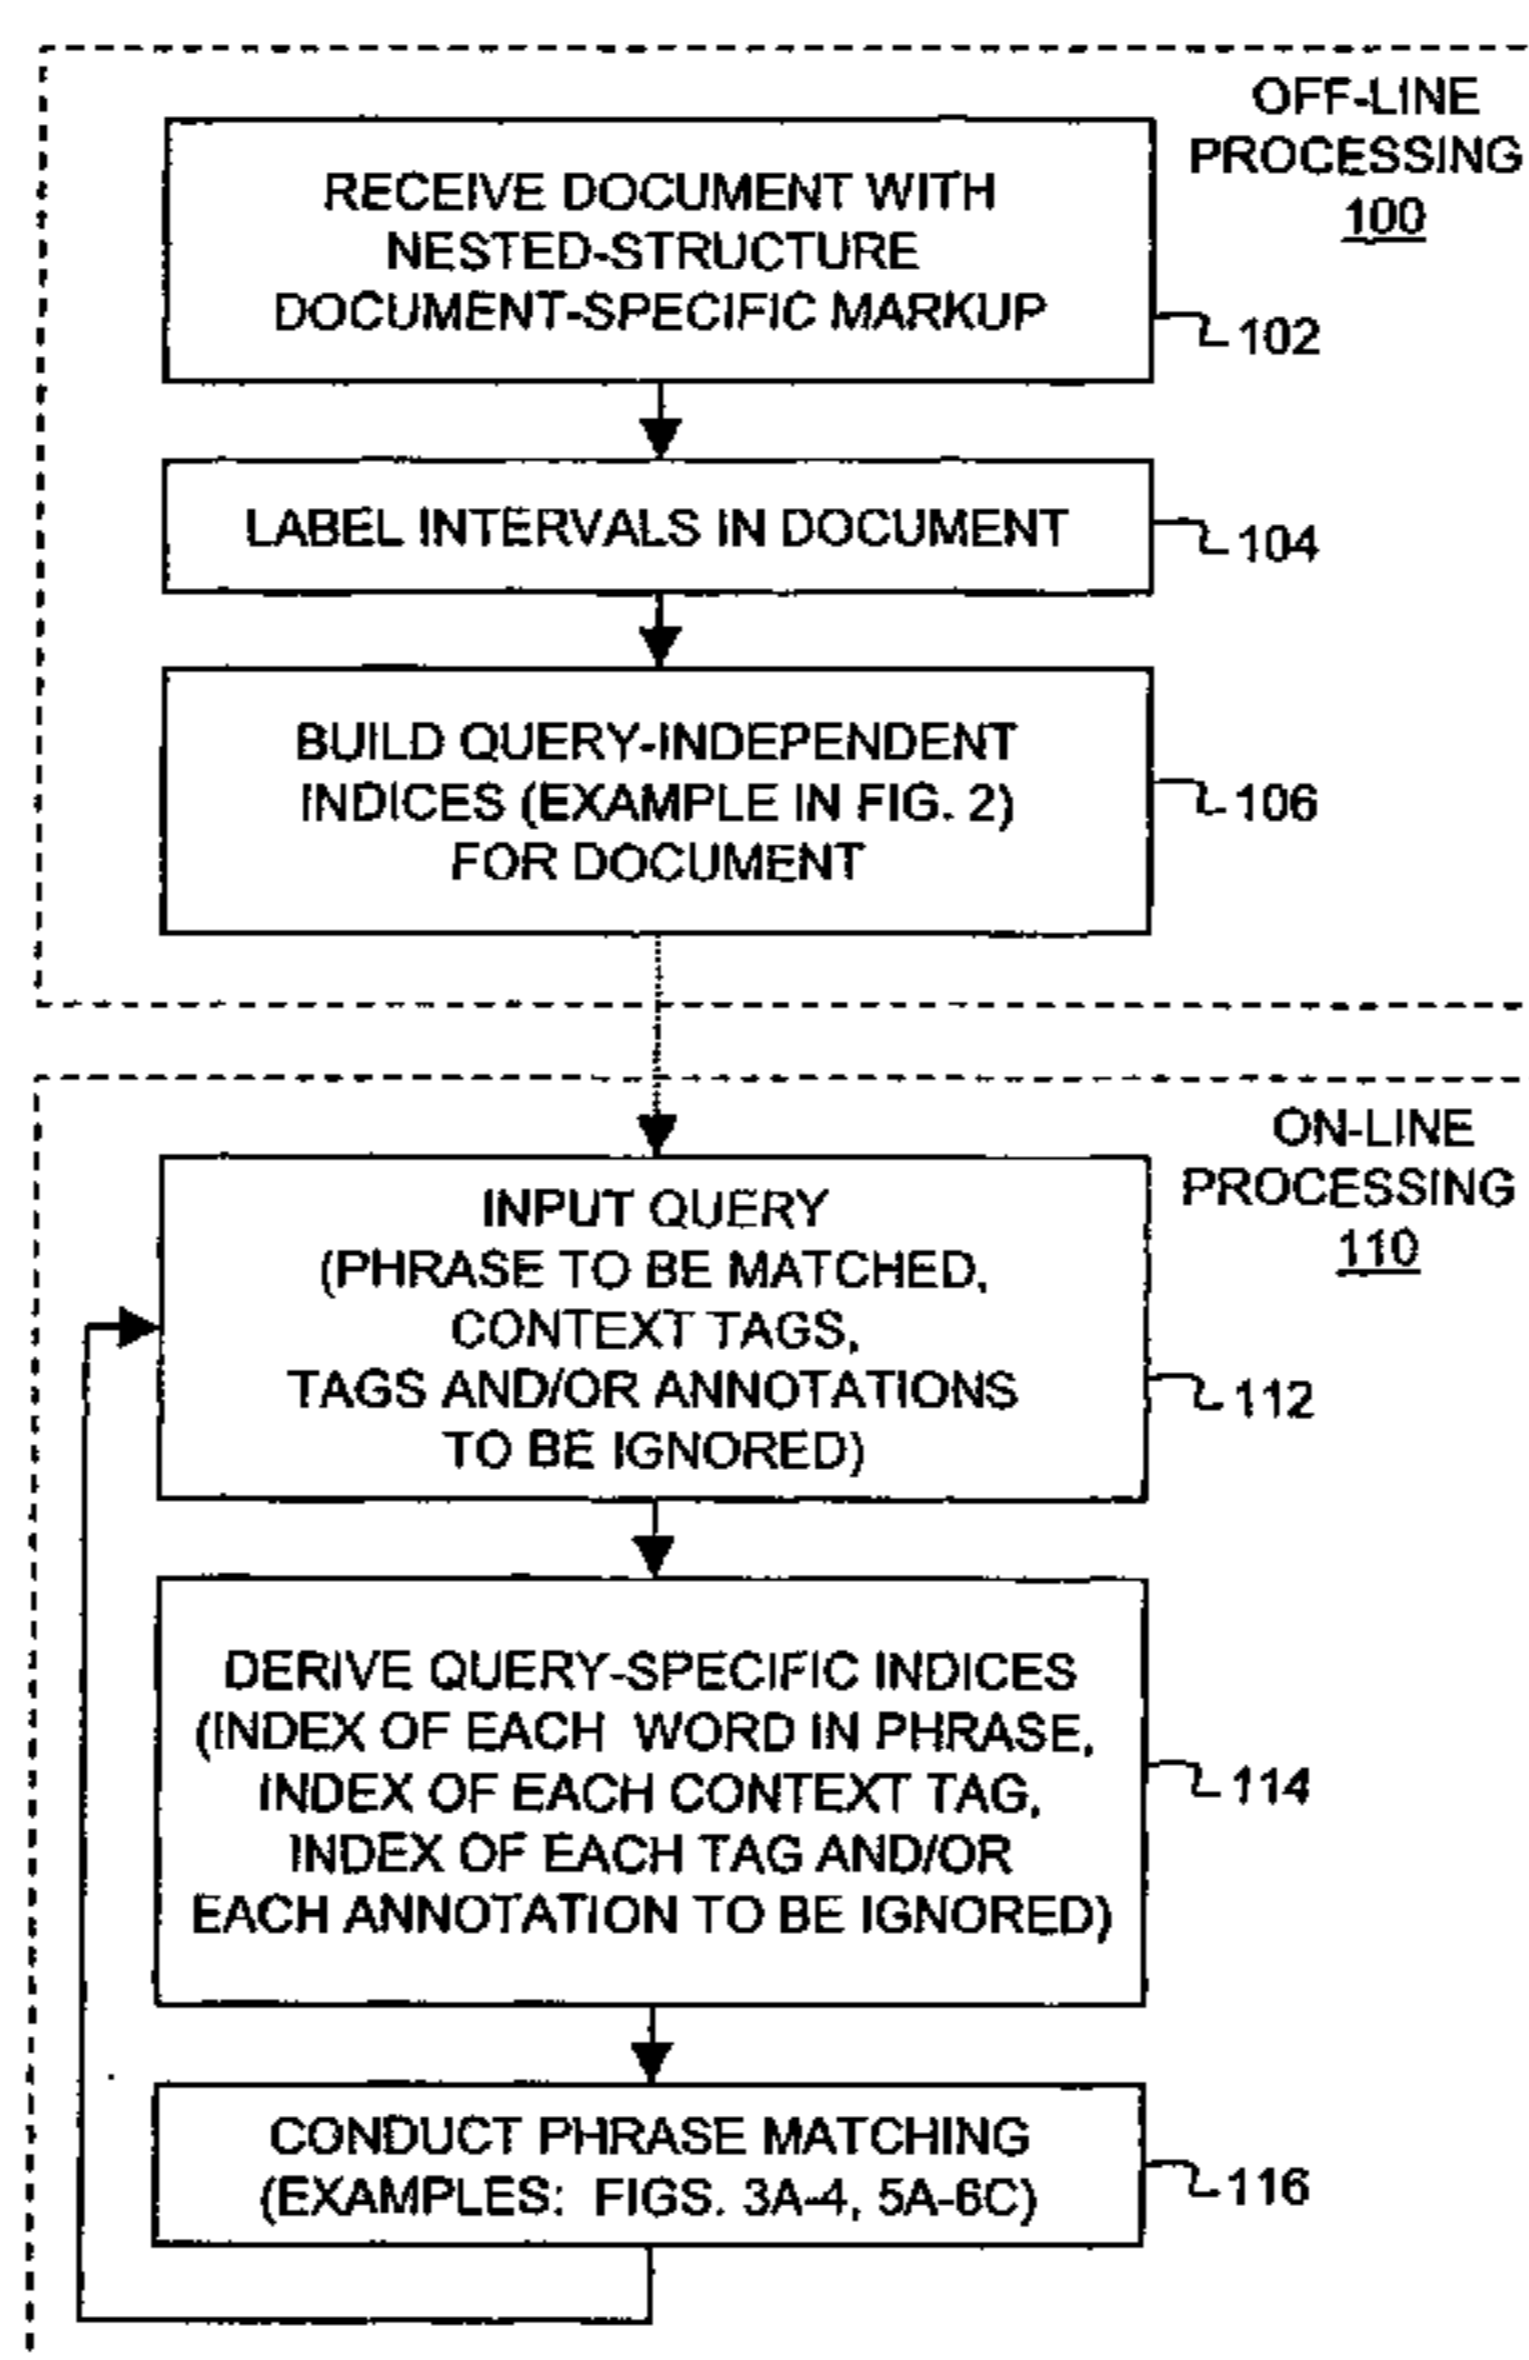 OFF-LINE
PROCESSING
100
RECEIVE DOCUMENT WITH
NESTED-STRUCTURE
DOCUMENT-SPECIFIC MARKUP
102
LABEL INTERVALS IN DOCUMENT
104
BUILD QUERY-INDEPENDENT
INDICES (EXAMPLE IN FIG. 2)
FOR DOCUMENT
106
ON-LINE
PROCESSING
110
INPUT QUERY
(PHRASE TO BE MATCHED,
CONTEXT TAGS,
TAGS AND/OR ANNOTATIONS
TO BE IGNORED)
112
DERIVE QUERY-SPECIFIC INDICES
(INDEX OF EACH WORD IN PHRASE,
INDEX OF EACH CONTEXT TAG,
INDEX OF EACH TAG AND/OR
EACH ANNOTATION TO BE IGNORED)
114
CONDUCT PHRASE MATCHING
(EXAMPLES: FIGS. 3A-4, 5A-6C)
116